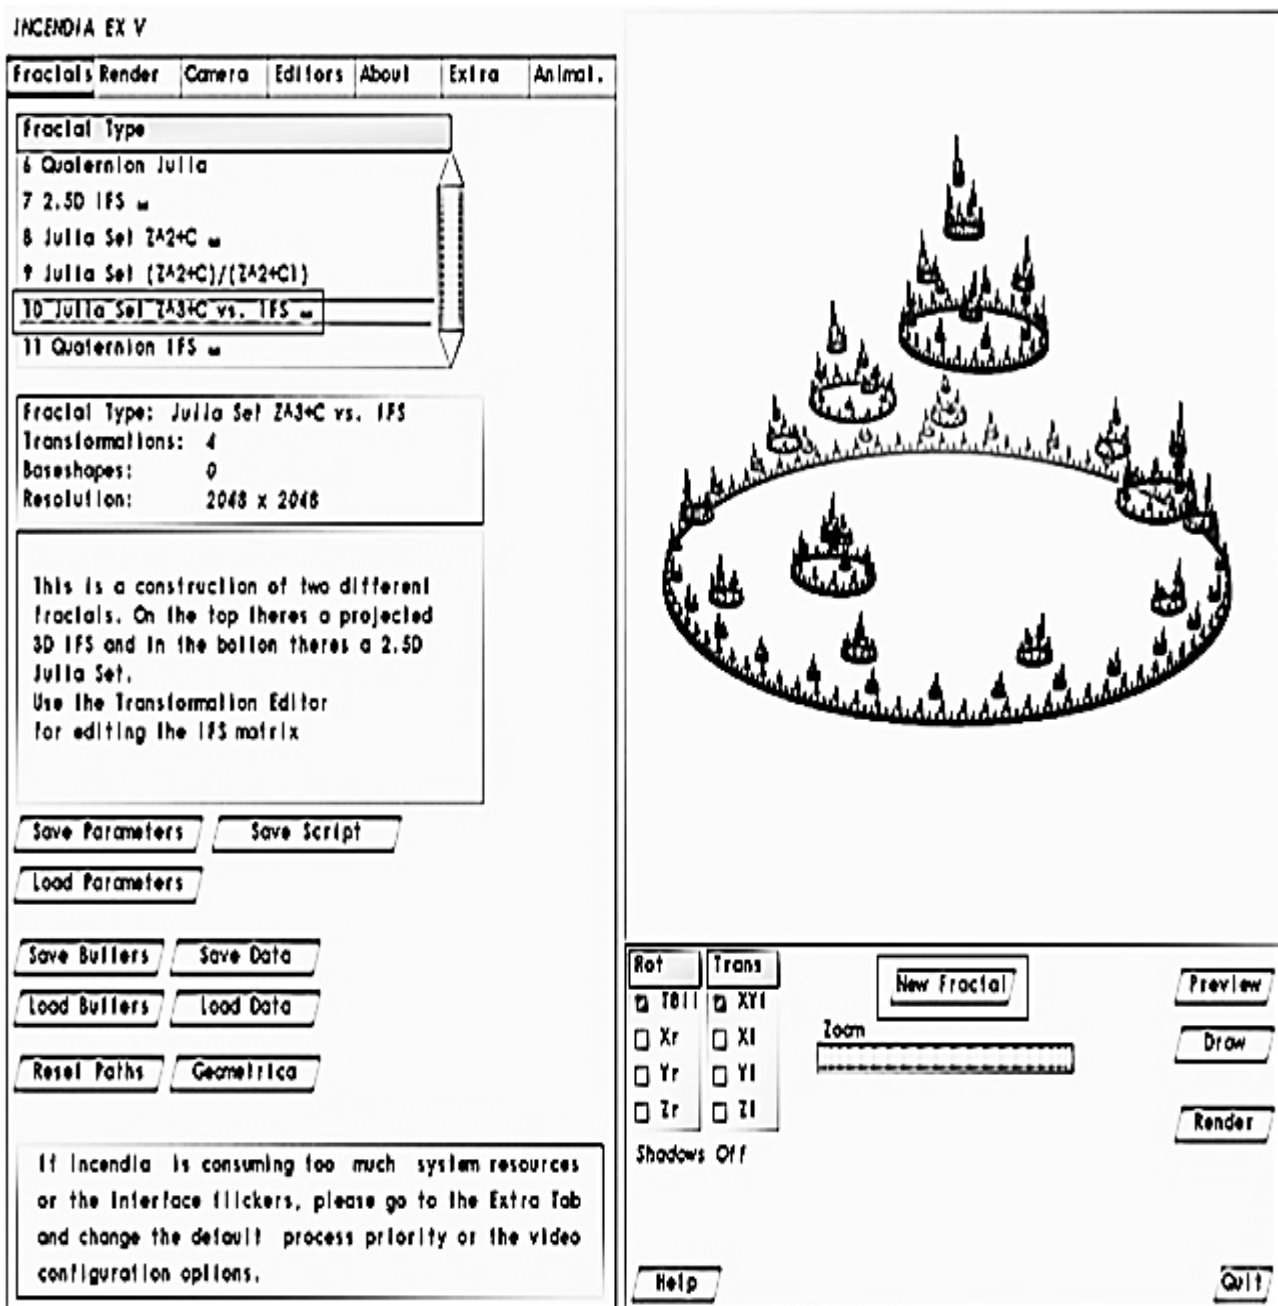 INCENDIA EX V
Fractals Render Camera Editors About Extra Animat.
Fractal Type
6 Quaternion Julia
7 2.5D IFS
8 Julia Set Z^2+C
9 Julia Set (Z^2+C)/(Z^2+C1)
10 Julia Set Z^3+C vs. IFS
11 Quaternion IFS
Fractal Type: Julia Set Z^3+C vs. IFS
Transformations: 4
Baseshapes: 0
Resolution: 2048 x 2048
This is a construction of two different
fractals. On the top theres a projected
3D IFS and in the botton theres a 2.5D
Julia Set.
Use the Transformation Editor
for editing the IFS matrix
Save Parameters Save Script
Load Parameters
Save Buffers Save Data
Load Buffers Load Data
Reset Paths Geometrica
If Incendia is consuming too much system resources
or the interface flickers, please go to the Extra Tab
and change the default process priority or the video
configuration options.
Rot Trans New Fractal Preview
XYt
Xr Xt Zoom Draw
Yr Yt
Zr Zt Render
Shadows Off
Help Quit